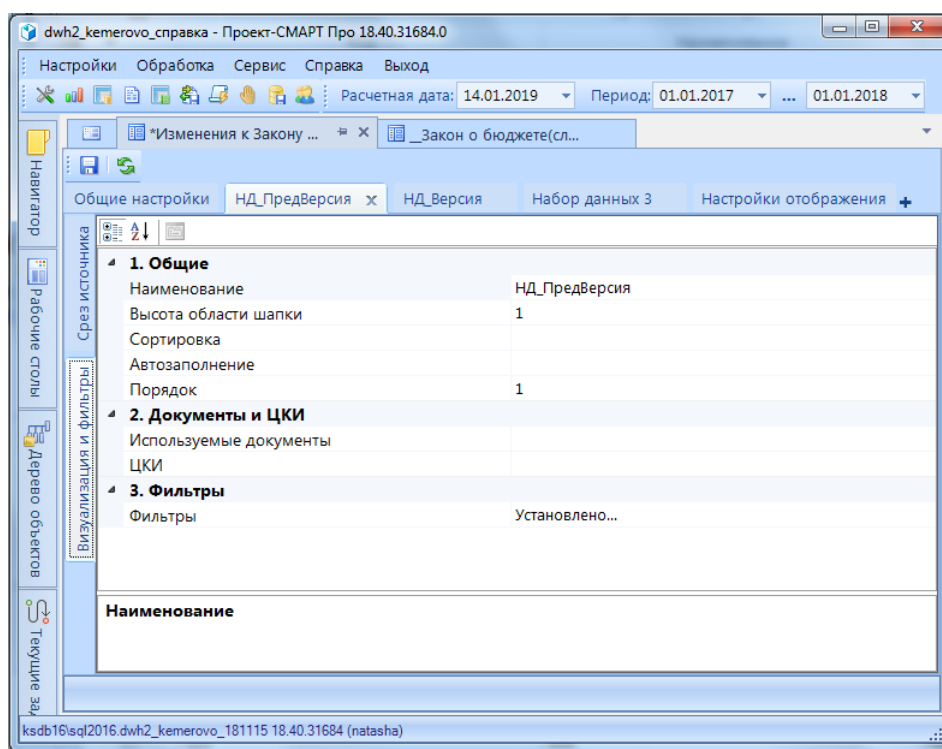 dwh2_kemerovo_справка - Проект-СМАРТ Про 18.40.31684.0
Настройки Обработка Сервис Справка Выход
Расчетная дата: 14.01.2019 Период: 01.01.2017 ... 01.01.2018
*Изменения к Закону ... __Закон о бюджете(сл...
Навигатор
Рабочие столы
Дерево объектов
Текущие зад
Общие настройки НД_ПредВерсия x НД_Версия Набор данных 3 Настройки отображения
Срез источника
Визуализация и фильтры
1. Общие
Наименование НД_ПредВерсия
Высота области шапки 1
Сортировка
Автозаполнение
Порядок 1
2. Документы и ЦКИ
Используемые документы
ЦКИ
3. Фильтры
Фильтры Установлено...
Наименование
ksdb16\sql2016.dwh2_kemerovo_181115 18.40.31684 (natasha)